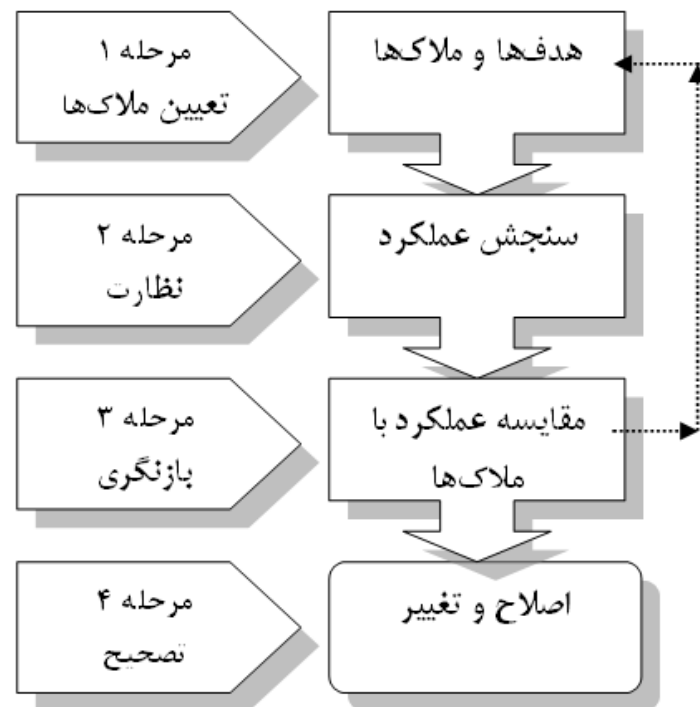 مرحله ۱
تعیین ملاک‌ها
هدف‌ها و ملاک‌ها
مرحله ۲
نظارت
سنجش عملکرد
مرحله ۳
بازنگری
مقایسه عملکرد با
ملاک‌ها
مرحله ۴
تصحیح
اصلاح و تغییر